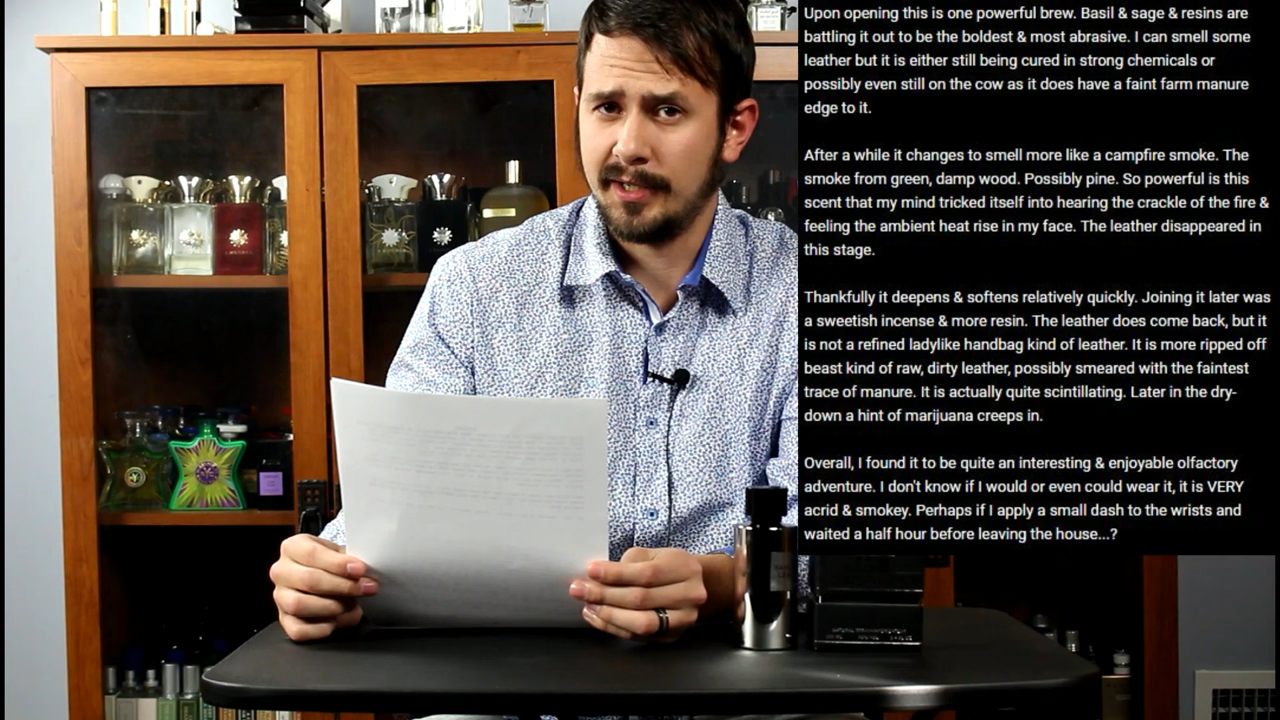 Upon opening this is one powerful brew. Basil & sage & resins are
battling it out to be the boldest & most abrasive. I can smell some
leather but it is either still being cured in strong chemicals or
possibly even still on the cow as it does have a faint farm manure
edge to it.
After a while it changes to smell more like a campfire smoke. The
smoke from green, damp wood. Possibly pine. So powerful is this
scent that my mind tricked itself into hearing the crackle of the fire &
feeling the ambient heat rise in my face. The leather disappeared in
this stage.
Thankfully it deepens & softens relatively quickly. Joining it later was
a sweetish incense & more resin. The leather does come back, but it
is not a refined ladylike handbag kind of leather. It is more ripped off
beast kind of raw, dirty leather, possibly smeared with the faintest
trace of manure. It is actually quite scintillating. Later in the dry-
down a hint of marijuana creeps in.
Overall, I found it to be quite an interesting & enjoyable olfactory
adventure. I don't know if I would or even could wear it, it is VERY
acrid & smokey. Perhaps if I apply a small dash to the wrists and
waited a half hour before leaving the house...?